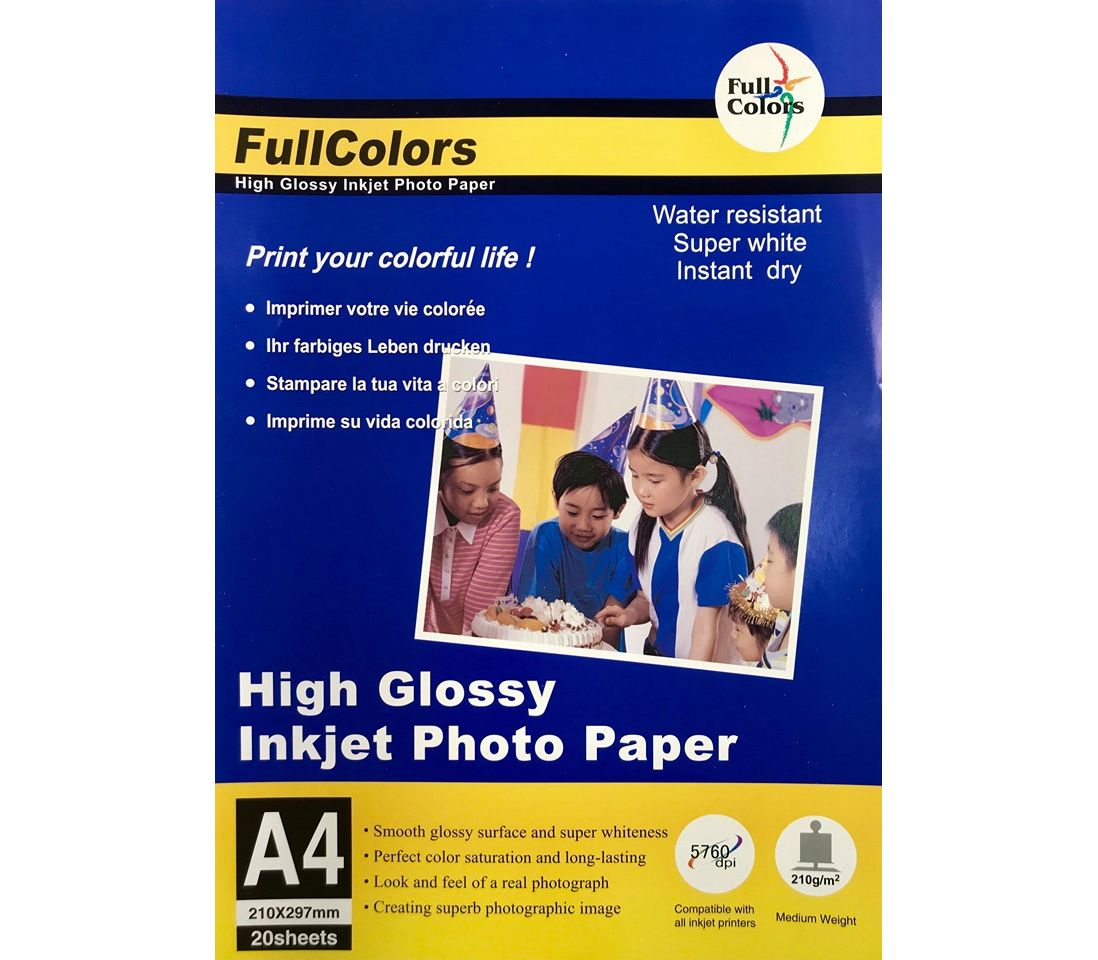 Full
Colors
FullColors
High Glossy Inkjet Photo Paper
Water resistant
Super white
Instant dry
Print your colorful life !
• Imprimer votre vie colorée
• Ihr farbiges Leben drucken
• Stampare la tua vita a colori
• Imprime su vida colorida
High Glossy
Inkjet Photo Paper
A4
210X297mm
20sheets
• Smooth glossy surface and super whiteness
• Perfect color saturation and long-lasting
• Look and feel of a real photograph
• Creating superb photographic image
5760
dpi
Compatible with
all inkjet printers
210g/m²
Medium Weight